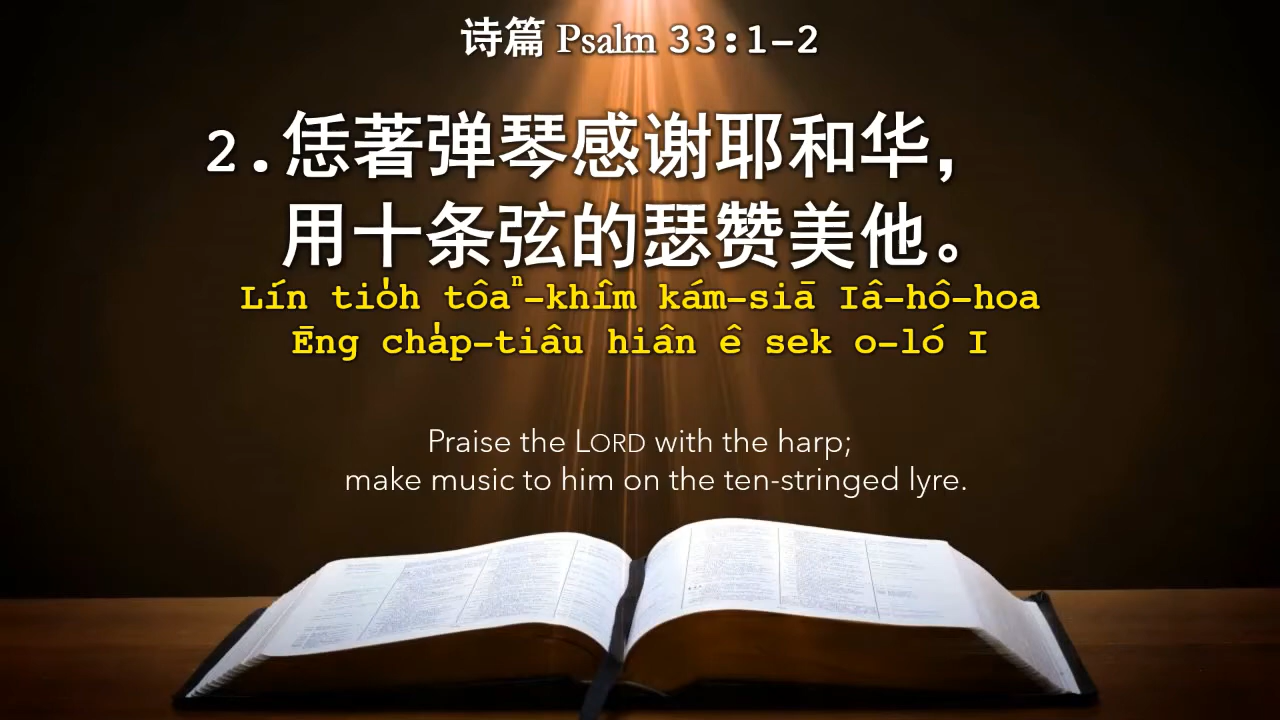 诗篇 Psalm 33:1-2
2.恁著弹琴感谢耶和华，
用十条弦的瑟赞美他。
Lín tio̍h tôaⁿ-khîm kám-siā Iâ-hô-hoa
Ēng cha̍p-tiâu hiân ê sek o-ló I
Praise the LORD with the harp;
make music to him on the ten-stringed lyre.